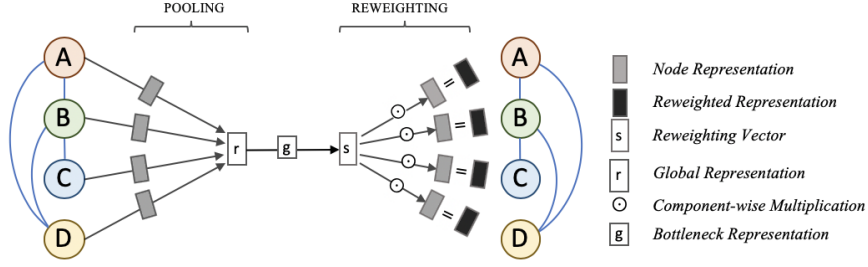 POOLING
REWEIGHTING
A
B
C
D
r
g
s
=
=
=
=
A
B
C
D
Node Representation
Reweighted Representation
s Reweighting Vector
r Global Representation
Component-wise Multiplication
g Bottleneck Representation